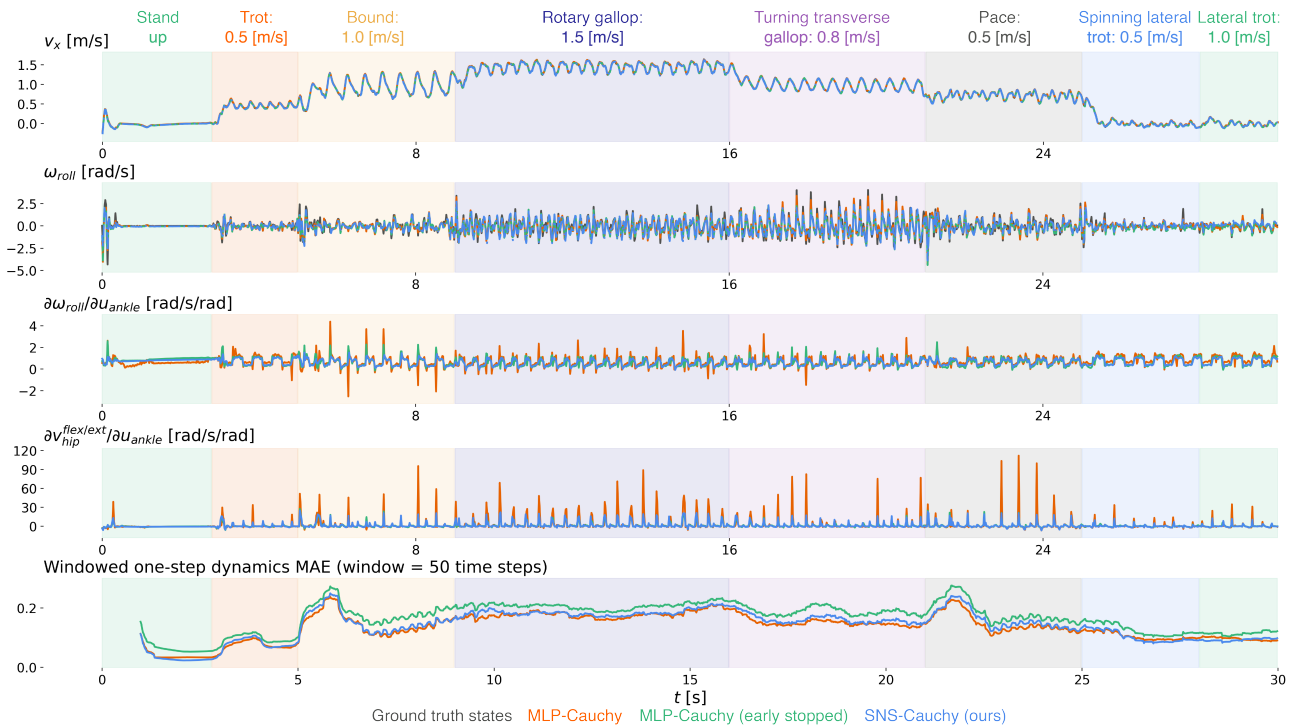 Stand up
Trot: 0.5 [m/s]
Bound: 1.0 [m/s]
Rotary gallop: 1.5 [m/s]
Turning transverse gallop: 0.8 [m/s]
Pace: 0.5 [m/s]
Spinning lateral trot: 0.5 [m/s]
Lateral trot: 1.0 [m/s]
v_x [m/s]
1.5
1.0
0.5
0.0
0 8 16 24
ω_roll [rad/s]
2.5
0.0
−2.5
−5.0
0 8 16 24
∂ω_roll/∂u_ankle [rad/s/rad]
4
2
0
−2
0 8 16 24
∂v_hip^flex/ext/∂u_ankle [rad/s/rad]
120
90
60
30
0
0 8 16 24
Windowed one-step dynamics MAE (window = 50 time steps)
0.2
0.0
0 5 10 15 20 25 30
t [s]
Ground truth states MLP-Cauchy MLP-Cauchy (early stopped) SNS-Cauchy (ours)